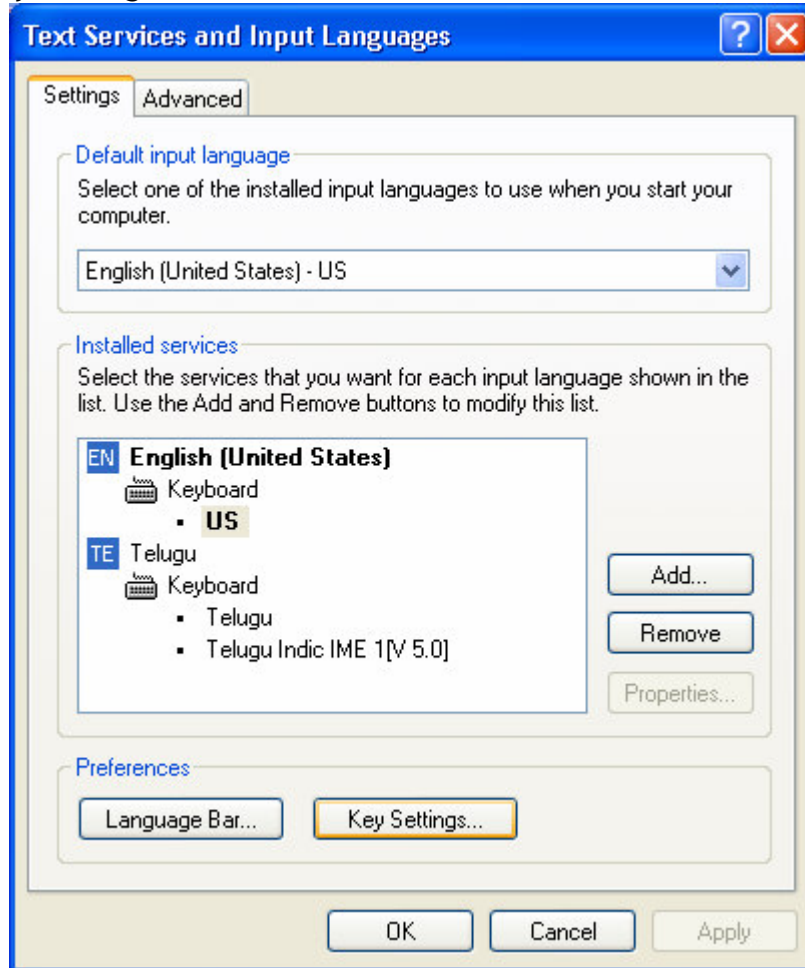 Text Services and Input Languages
Settings Advanced
Default input language
Select one of the installed input languages to use when you start your
computer.
English (United States) - US
Installed services
Select the services that you want for each input language shown in the
list. Use the Add and Remove buttons to modify this list.
EN English (United States)
Keyboard
▪ US
TE Telugu
Keyboard
▪ Telugu
▪ Telugu Indic IME 1[V 5.0]
Add...
Remove
Properties...
Preferences
Language Bar... Key Settings...
OK Cancel Apply